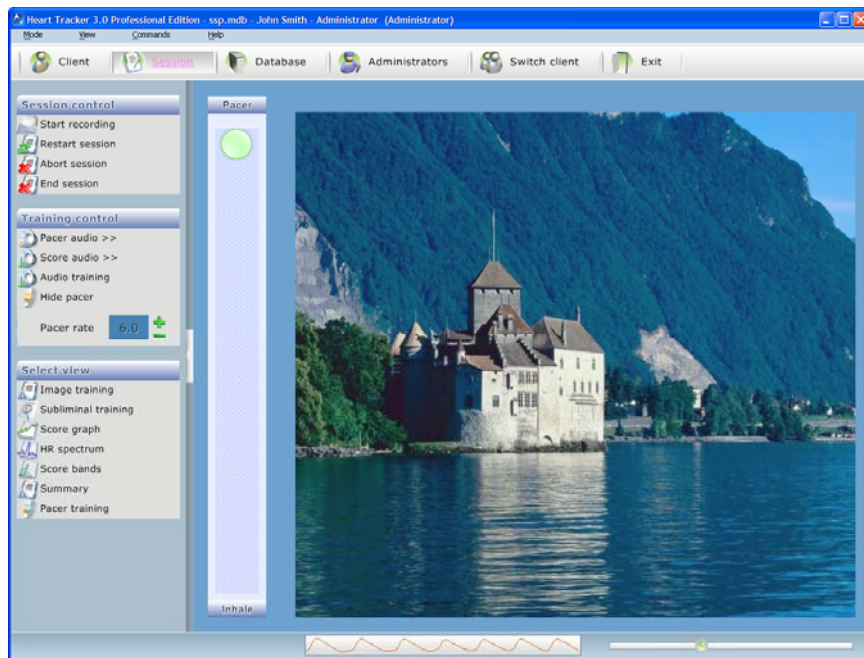 Heart Tracker 3.0 Professional Edition - ssp.mdb - John Smith - Administrator (Administrator)
Mode View Commands Help
Client Session Database Administrators Switch client Exit
Session control
Start recording
Restart session
Abort session
End session
Training control
Pacer audio >>
Score audio >>
Audio training
Hide pacer
Pacer rate 6.0
Select view
Image training
Subliminal training
Score graph
HR spectrum
Score bands
Summary
Pacer training
Pacer
Inhale